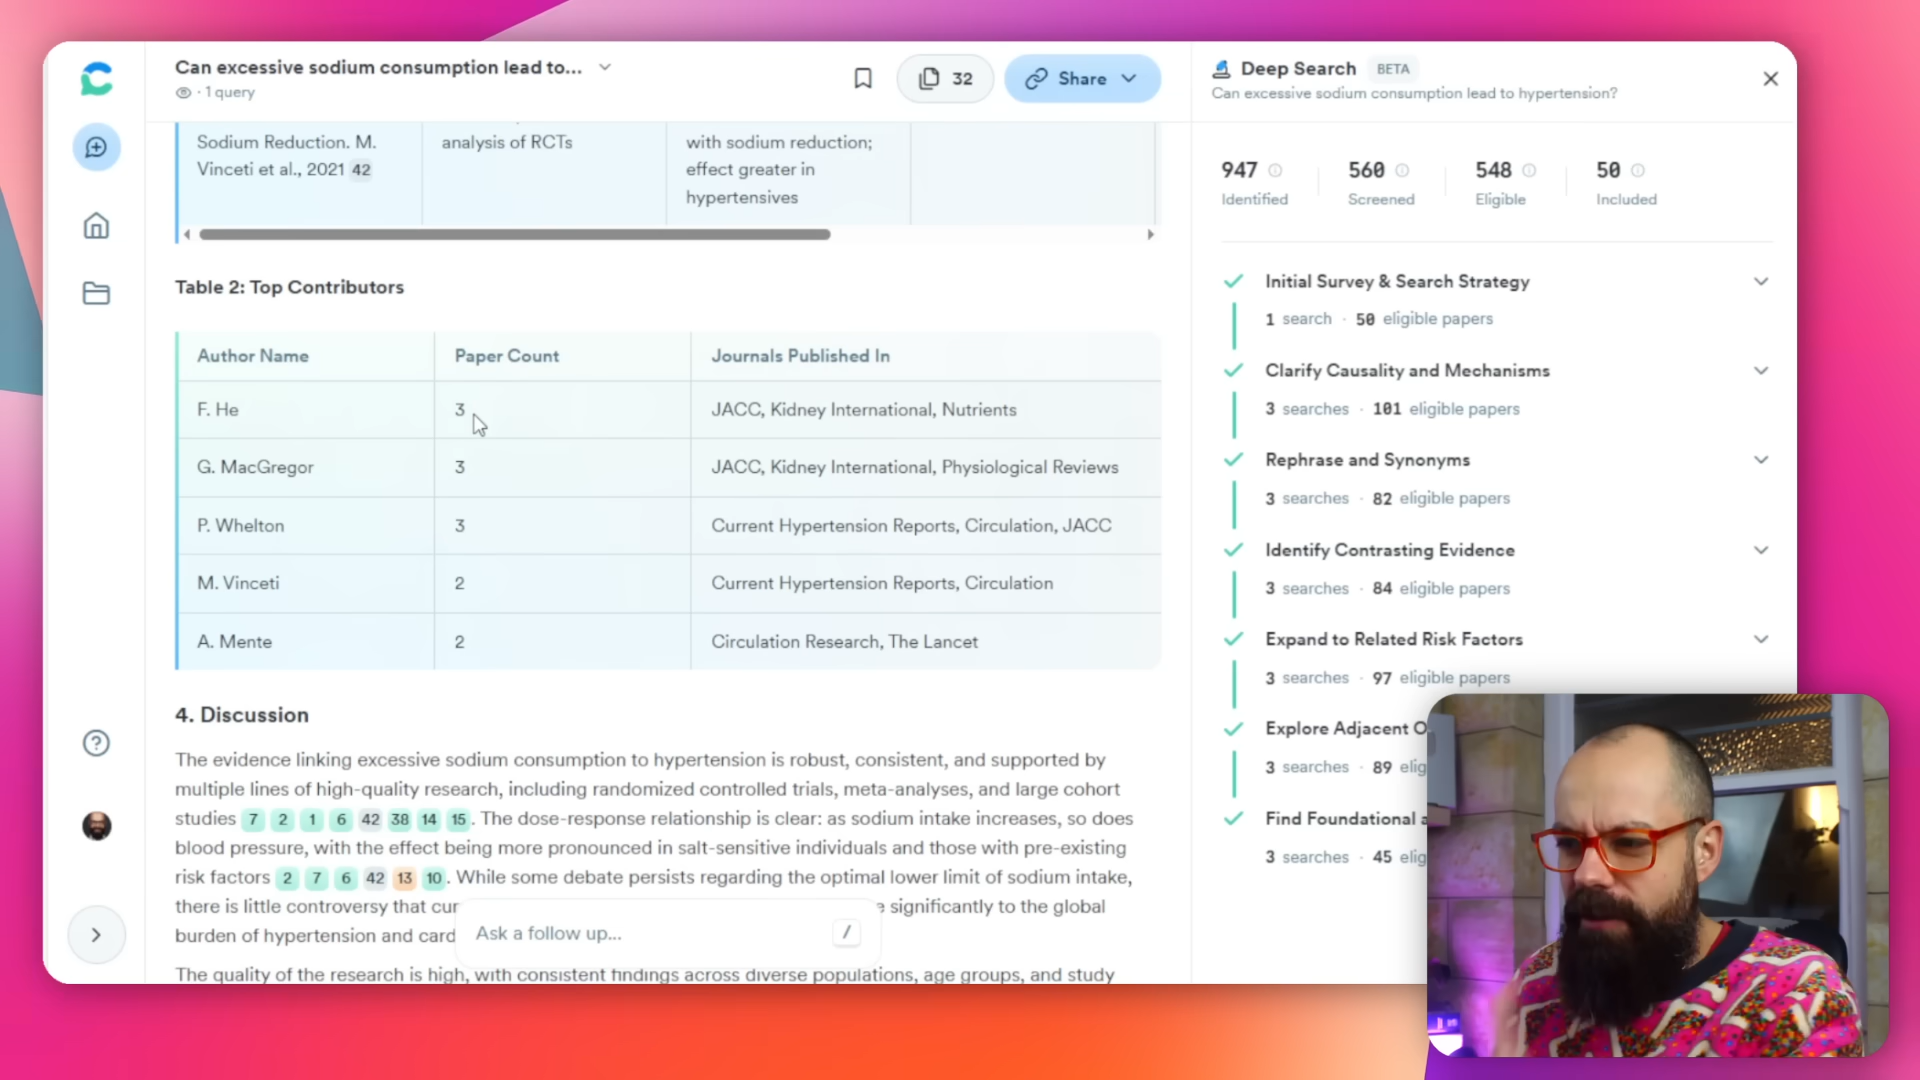 Can excessive sodium consumption lead to...
· 1 query
32
Share
Sodium Reduction. M.
Vinceti et al., 2021 42
analysis of RCTs
with sodium reduction;
effect greater in
hypertensives
Table 2: Top Contributors
Author Name
Paper Count
Journals Published In
F. He
3
JACC, Kidney International, Nutrients
G. MacGregor
3
JACC, Kidney International, Physiological Reviews
P. Whelton
3
Current Hypertension Reports, Circulation, JACC
M. Vinceti
2
Current Hypertension Reports, Circulation
A. Mente
2
Circulation Research, The Lancet
4. Discussion
The evidence linking excessive sodium consumption to hypertension is robust, consistent, and supported by
multiple lines of high-quality research, including randomized controlled trials, meta-analyses, and large cohort
studies 7 2 1 6 42 38 14 15. The dose-response relationship is clear: as sodium intake increases, so does
blood pressure, with the effect being more pronounced in salt-sensitive individuals and those with pre-existing
risk factors 2 7 6 42 13 10. While some debate persists regarding the optimal lower limit of sodium intake,
there is little controversy that cur
significantly to the global
burden of hypertension and card
Ask a follow up...
/
The quality of the research is high, with consistent findings across diverse populations, age groups, and study
Deep Search BETA
Can excessive sodium consumption lead to hypertension?
947
Identified
560
Screened
548
Eligible
50
Included
Initial Survey & Search Strategy
1 search · 50 eligible papers
Clarify Causality and Mechanisms
3 searches · 101 eligible papers
Rephrase and Synonyms
3 searches · 82 eligible papers
Identify Contrasting Evidence
3 searches · 84 eligible papers
Expand to Related Risk Factors
3 searches · 97 eligible papers
Explore Adjacent O
3 searches · 89 elig
Find Foundational a
3 searches · 45 elig